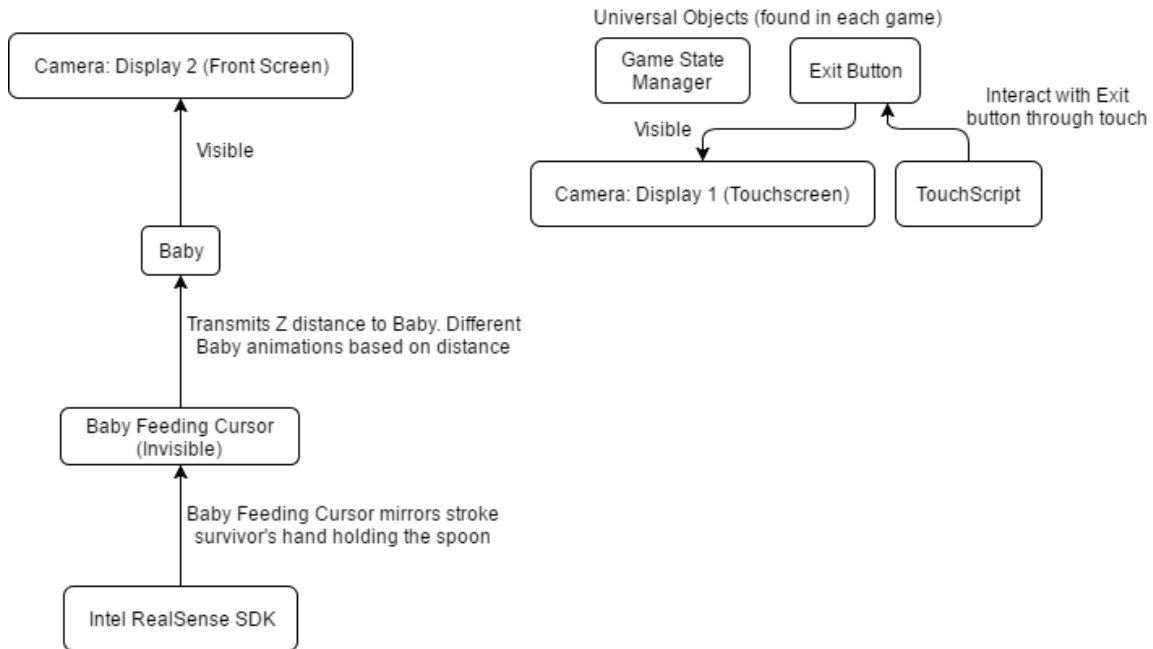 Universal Objects (found in each game)
Camera: Display 2 (Front Screen)
Game State
Manager
Exit Button
Interact with Exit
button through touch
Visible
Visible
Camera: Display 1 (Touchscreen)
TouchScript
Baby
Transmits Z distance to Baby. Different
Baby animations based on distance
Baby Feeding Cursor
(Invisible)
Baby Feeding Cursor mirrors stroke
survivor's hand holding the spoon
Intel RealSense SDK